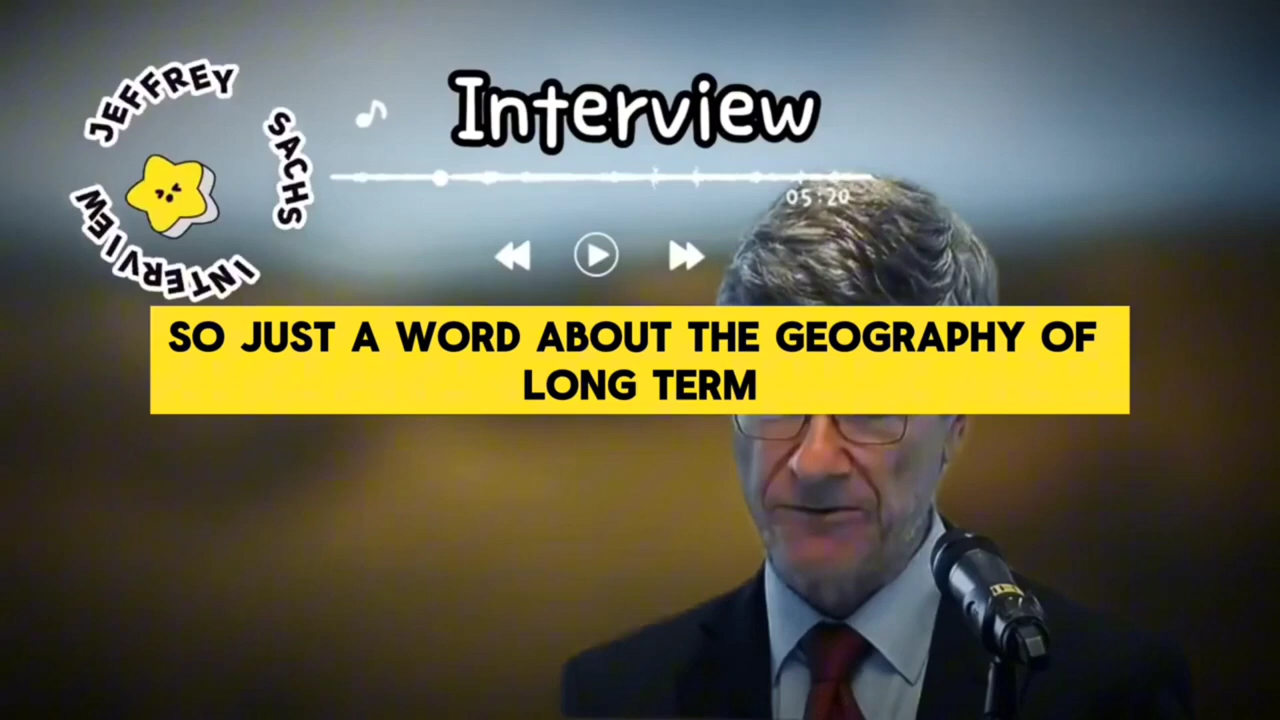 JEFFREY SACHS INTERVIEW
Interview
05:20
SO JUST A WORD ABOUT THE GEOGRAPHY OF
LONG TERM